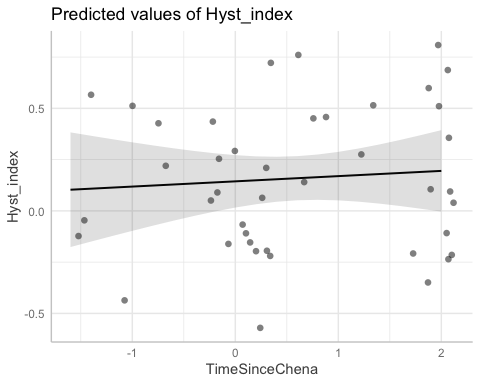 Predicted values of Hyst_index
Hyst_index
0.5
0.0
-0.5
-1
0
1
2
TimeSinceChena